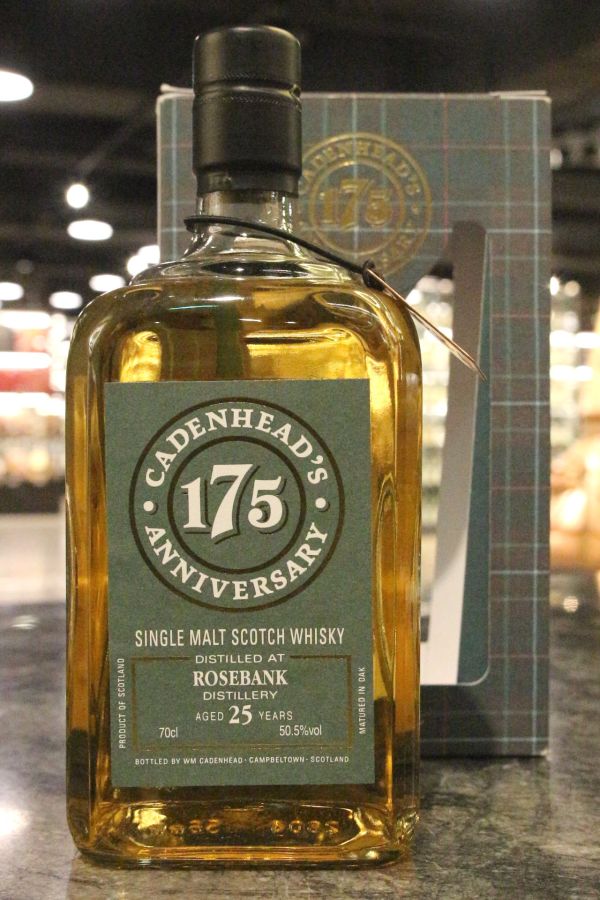 CADENHEAD'S
175
ANNIVERSARY
CADENHEAD'S
175
ANNIVERSARY
SINGLE MALT SCOTCH WHISKY
DISTILLED AT
ROSEBANK
DISTILLERY
AGED 25 YEARS
70cl 50.5%vol
PRODUCT OF SCOTLAND
MATURED IN OAK
BOTTLED BY WM CADENHEAD · CAMPBELTOWN · SCOTLAND